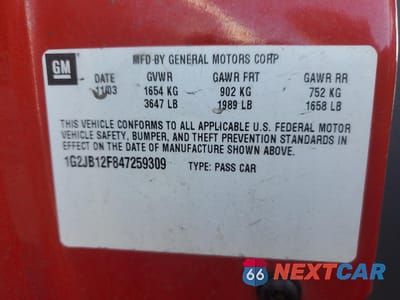 GM
MFD BY GENERAL MOTORS CORP
DATE GVWR GAWR FRT GAWR RR
11/03 1654 KG 902 KG 752 KG
3647 LB 1989 LB 1658 LB
THIS VEHICLE CONFORMS TO ALL APPLICABLE U.S. FEDERAL MOTOR
VEHICLE SAFETY, BUMPER, AND THEFT PREVENTION STANDARDS IN
EFFECT ON THE DATE OF MANUFACTURE SHOWN ABOVE.
1G2JB12F847259309 TYPE: PASS CAR
66 NEXTCAR